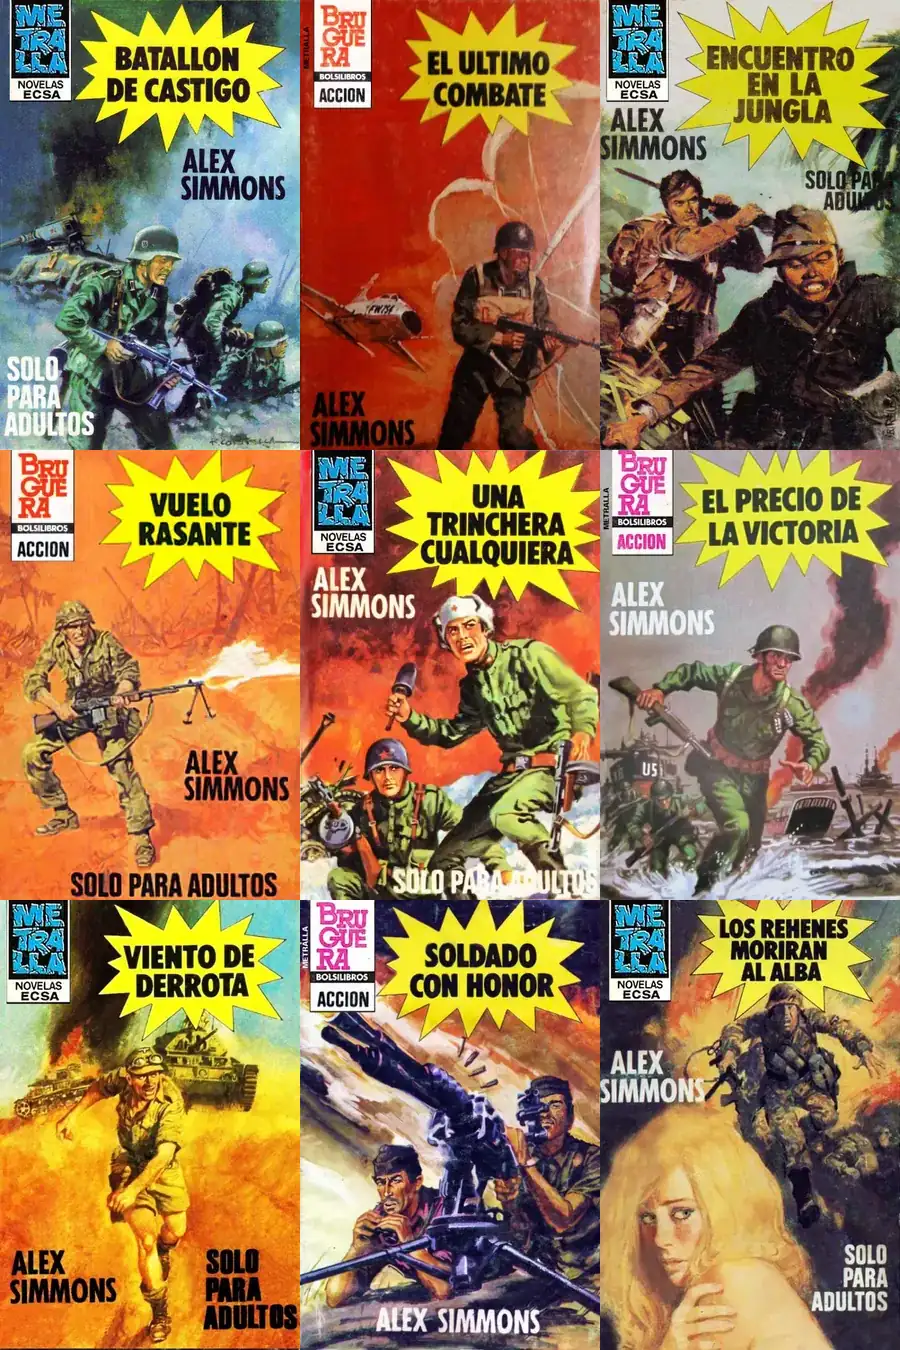 ME
TRA
LLA
NOVELAS
ECSA
BATALLON
DE CASTIGO
ALEX
SIMMONS
SOLO
PARA
ADULTOS
METRALLA
BRU
GUE
RA
BOLSILIBROS
ACCION
EL ULTIMO
COMBATE
ALEX
SIMMONS
ME
TRA
LLA
NOVELAS
ECSA
ENCUENTRO
EN LA
JUNGLA
ALEX
SIMMONS
SOLO PARA
ADULTOS
BRU
GUE
RA
BOLSILIBROS
ACCION
VUELO
RASANTE
ALEX
SIMMONS
SOLO PARA ADULTOS
ME
TRA
LLA
NOVELAS
ECSA
UNA
TRINCHERA
CUALQUIERA
ALEX
SIMMONS
SOLO PARA ADULTOS
METRALLA
BRU
GUE
RA
BOLSILIBROS
ACCION
EL PRECIO DE
LA VICTORIA
ALEX
SIMMONS
US
ME
TRA
LLA
NOVELAS
ECSA
VIENTO DE
DERROTA
ALEX
SIMMONS
SOLO
PARA
ADULTOS
METRALLA
BRU
GUE
RA
BOLSILIBROS
ACCION
SOLDADO
CON HONOR
ALEX SIMMONS
ME
TRA
LLA
NOVELAS
ECSA
LOS REHENES
MORIRAN
AL ALBA
ALEX
SIMMONS
SOLO
PARA
ADULTOS